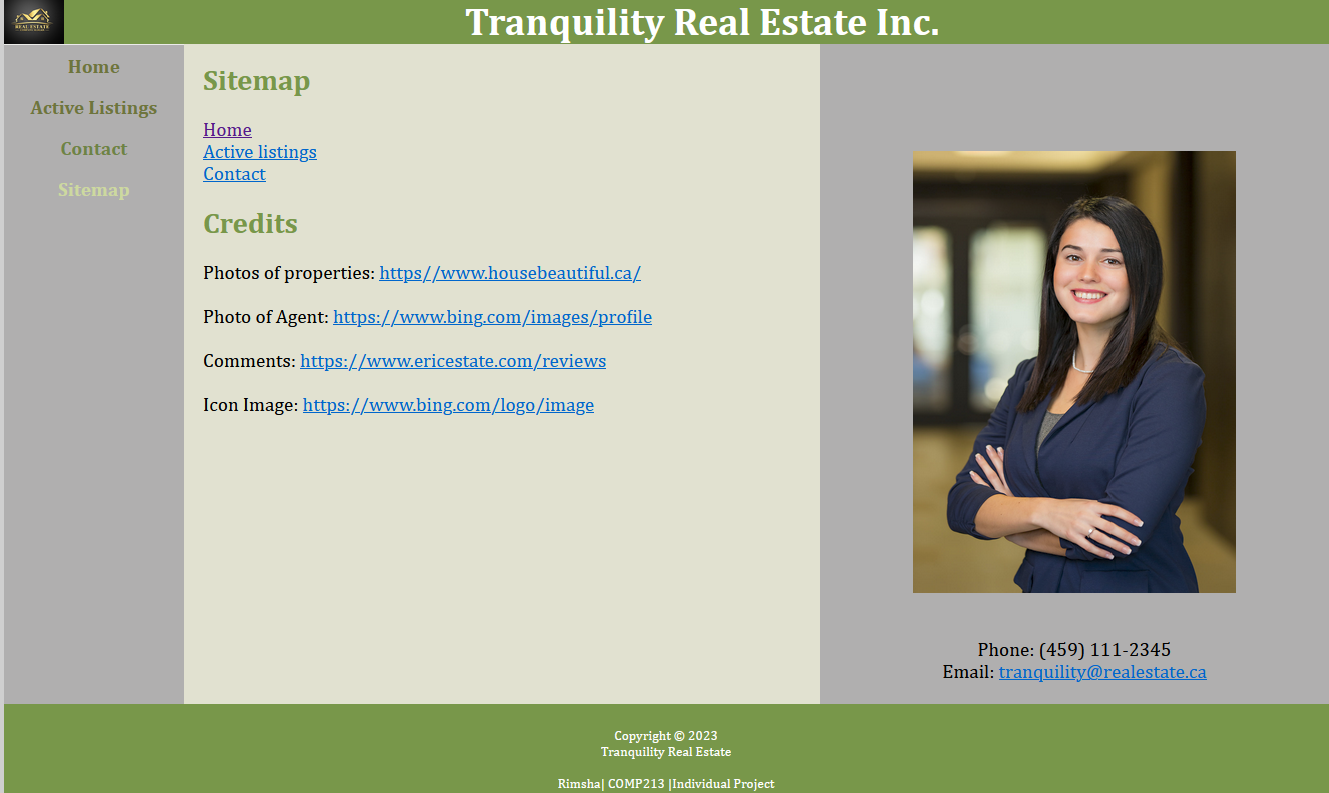 REAL ESTATE
Tranquility Real Estate Inc.
Home
Active Listings
Contact
Sitemap
Sitemap
Home
Active listings
Contact
Credits
Photos of properties: https//www.housebeautiful.ca/
Photo of Agent: https://www.bing.com/images/profile
Comments: https://www.ericestate.com/reviews
Icon Image: https://www.bing.com/logo/image
Phone: (459) 111-2345
Email: tranquility@realestate.ca
Copyright © 2023
Tranquility Real Estate
Rimsha| COMP213 |Individual Project